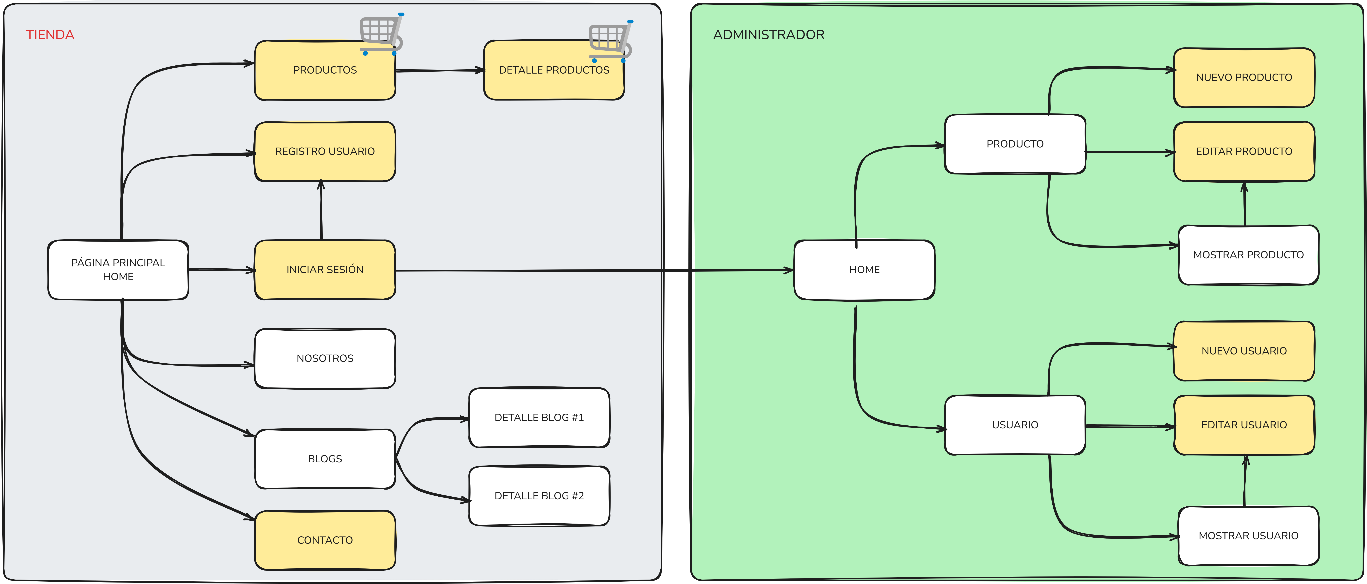 TIENDA
PRODUCTOS
DETALLE PRODUCTOS
REGISTRO USUARIO
PÁGINA PRINCIPAL
HOME
INICIAR SESIÓN
NOSOTROS
BLOGS
DETALLE BLOG #1
DETALLE BLOG #2
CONTACTO
ADMINISTRADOR
HOME
PRODUCTO
NUEVO PRODUCTO
EDITAR PRODUCTO
MOSTRAR PRODUCTO
USUARIO
NUEVO USUARIO
EDITAR USUARIO
MOSTRAR USUARIO